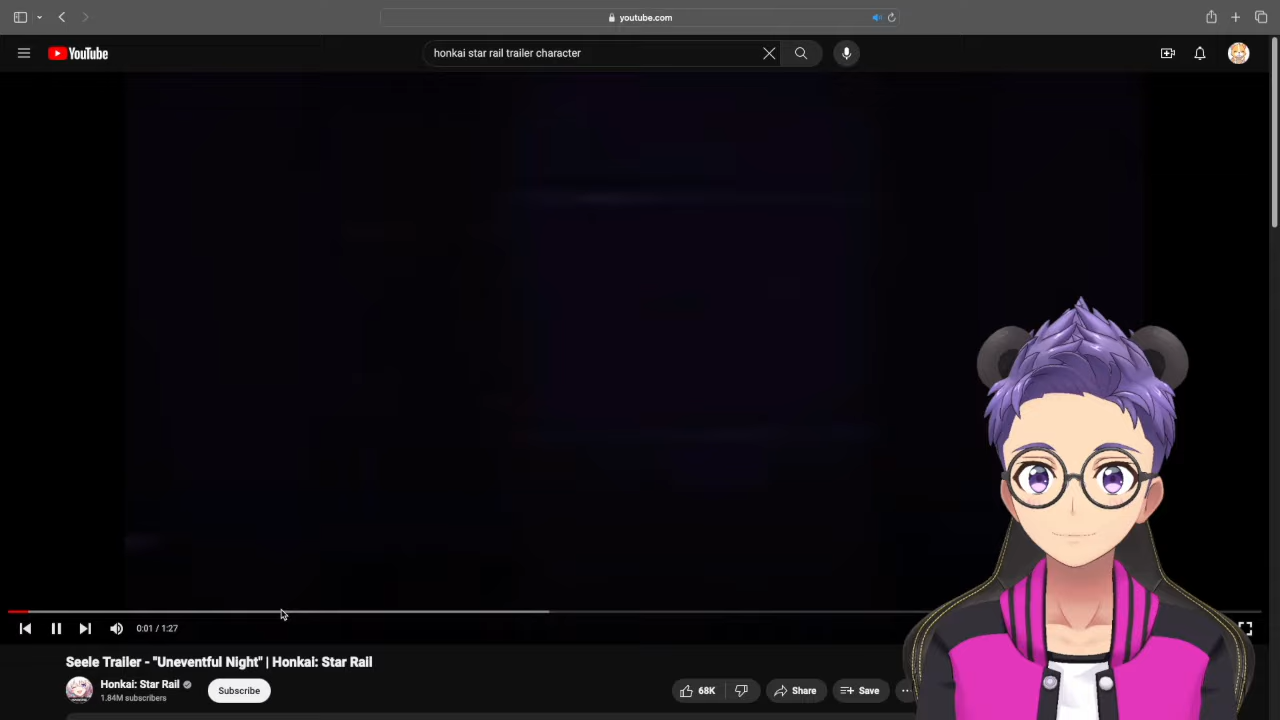 youtube.com
YouTube
honkai star rail trailer character
0:01 / 1:27
Seele Trailer - "Uneventful Night" | Honkai: Star Rail
Honkai: Star Rail
1.84M subscribers
Subscribe
68K
Share
Save